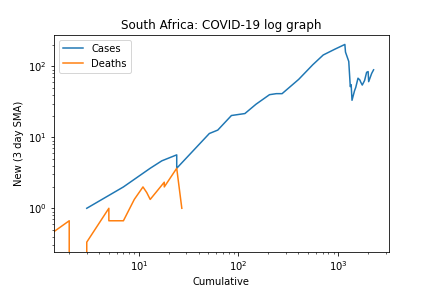 South Africa: COVID-19 log graph
Cases
Deaths
New (3 day SMA)
10²
10¹
10⁰
10¹
10²
10³
Cumulative